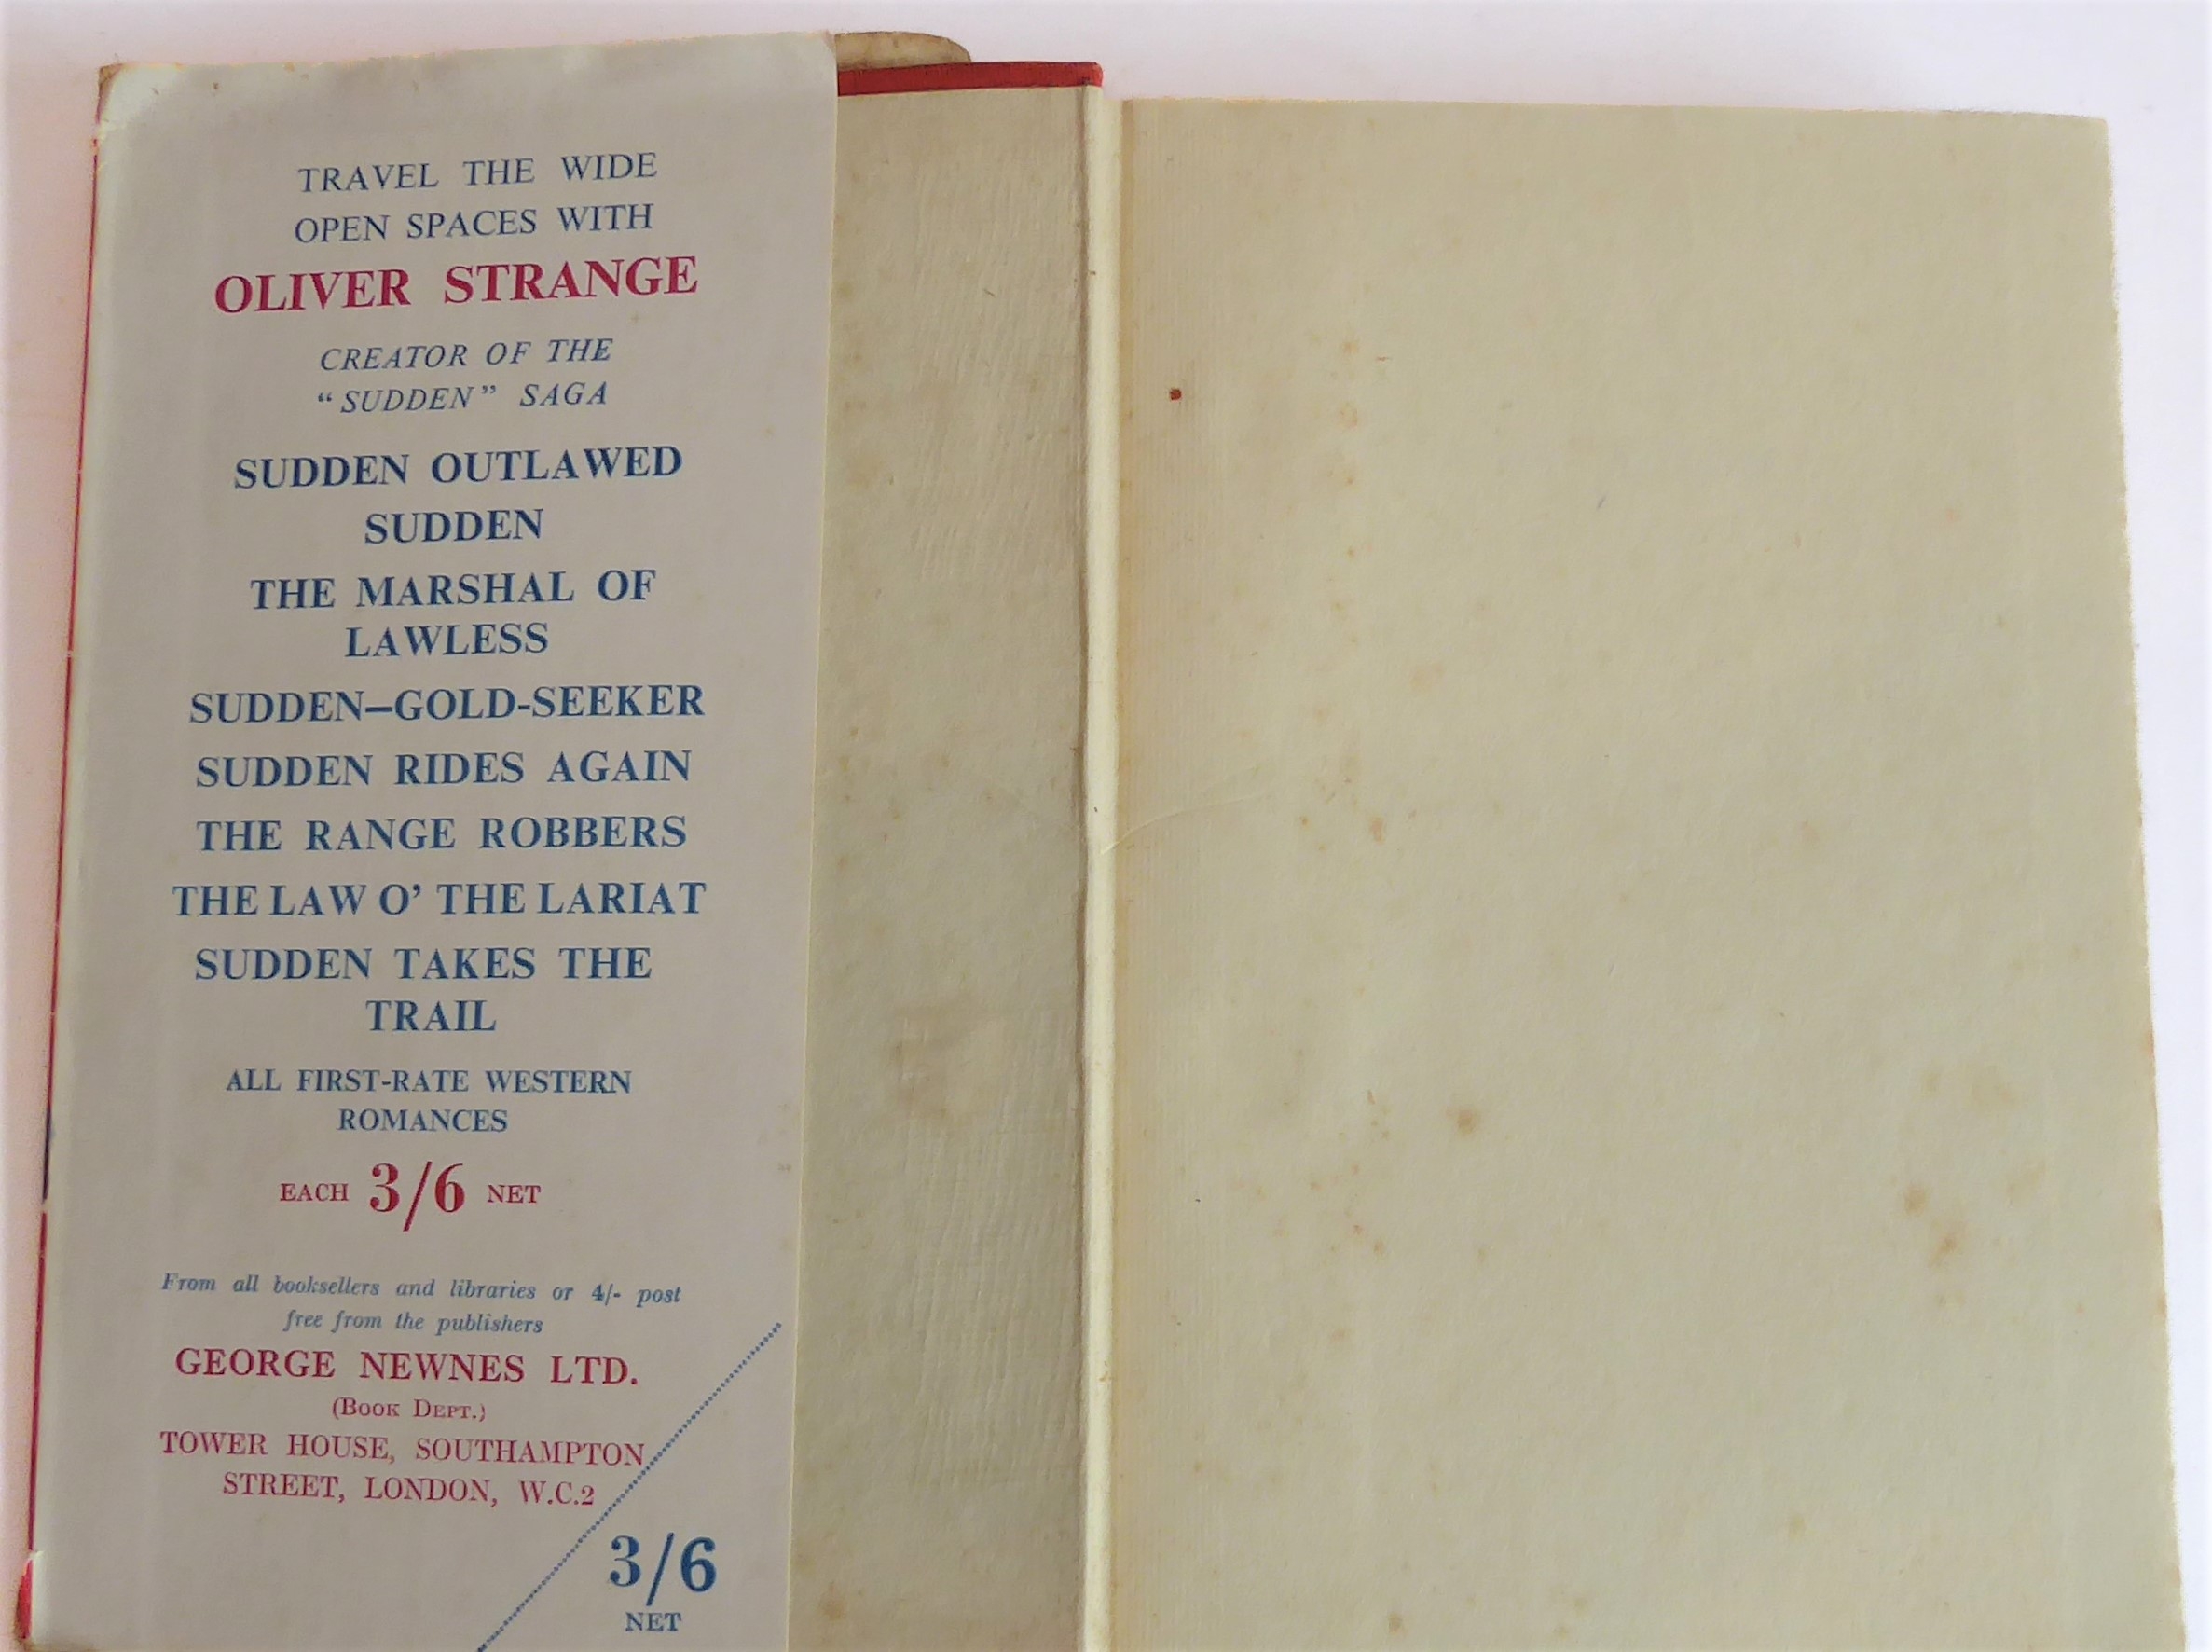 TRAVEL THE WIDE
OPEN SPACES WITH
OLIVER STRANGE
CREATOR OF THE
“SUDDEN” SAGA
SUDDEN OUTLAWED
SUDDEN
THE MARSHAL OF
LAWLESS
SUDDEN—GOLD-SEEKER
SUDDEN RIDES AGAIN
THE RANGE ROBBERS
THE LAW O’ THE LARIAT
SUDDEN TAKES THE
TRAIL
ALL FIRST-RATE WESTERN
ROMANCES
EACH 3/6 NET
From all booksellers and libraries or 4/- post
free from the publishers
GEORGE NEWNES LTD.
(BOOK DEPT.)
TOWER HOUSE, SOUTHAMPTON
STREET, LONDON, W.C.2
3/6
NET